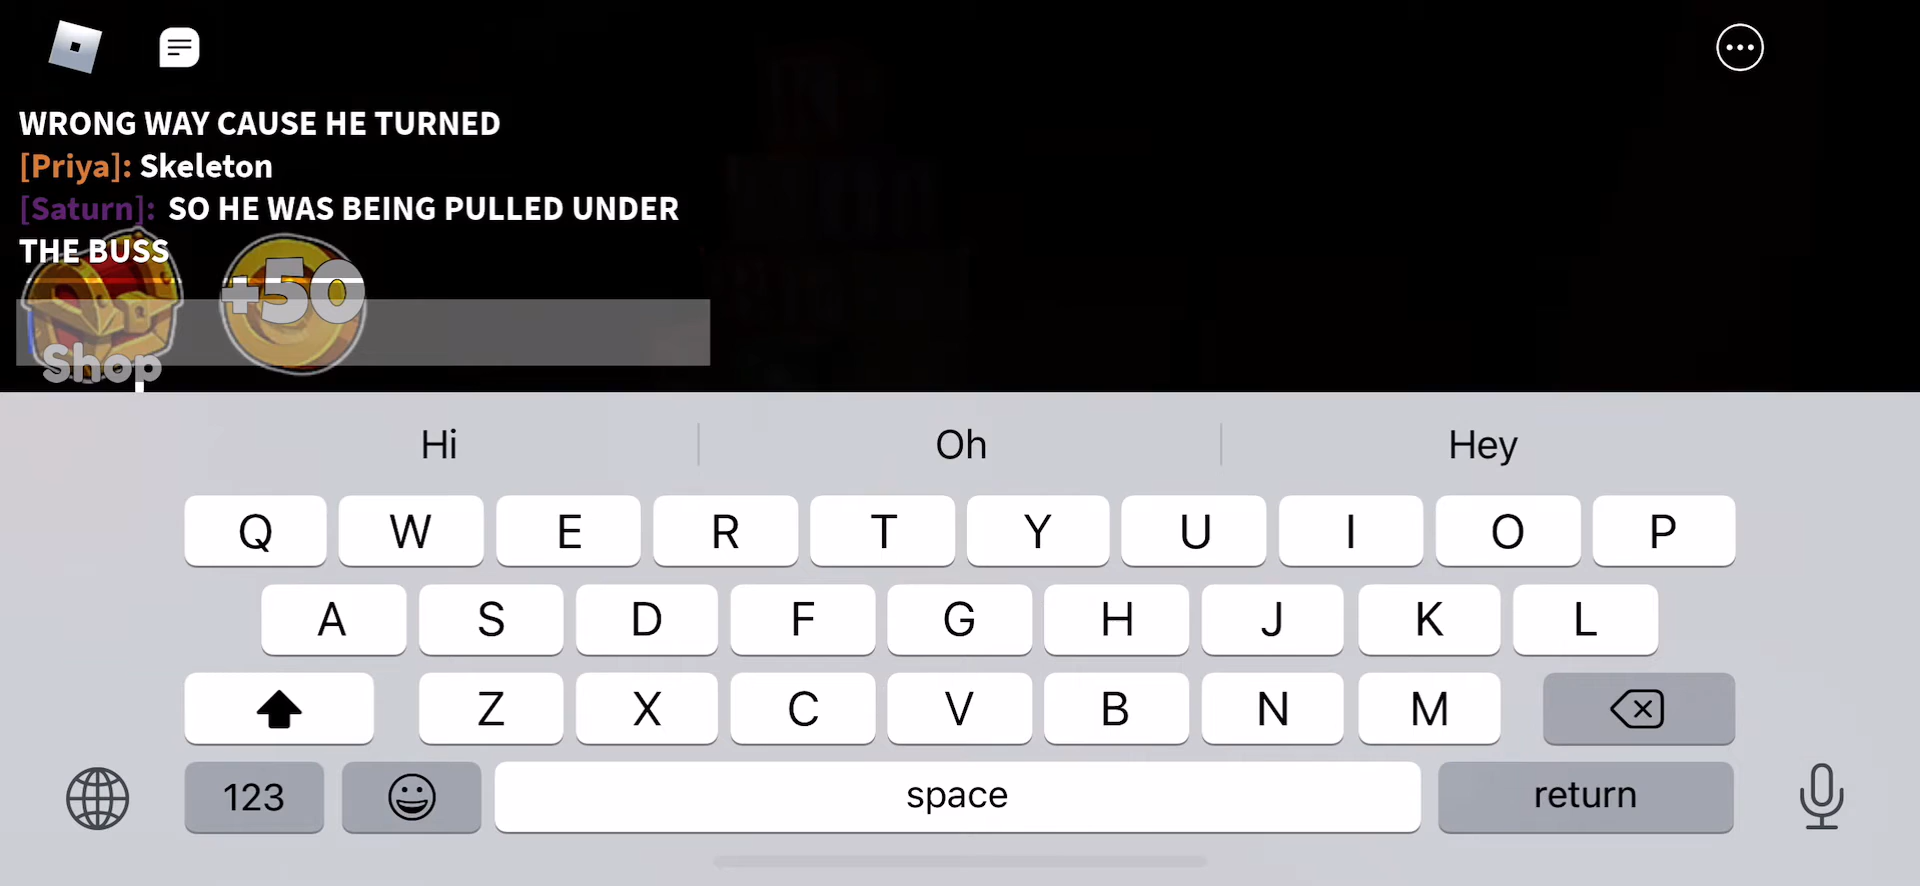 WRONG WAY CAUSE HE TURNED
[Priya]: Skeleton
[Saturn]: SO HE WAS BEING PULLED UNDER
THE BUSS
+50
Shop
Hi Oh Hey
Q W E R T Y U I O P
A S D F G H J K L
Z X C V B N M
123 space return